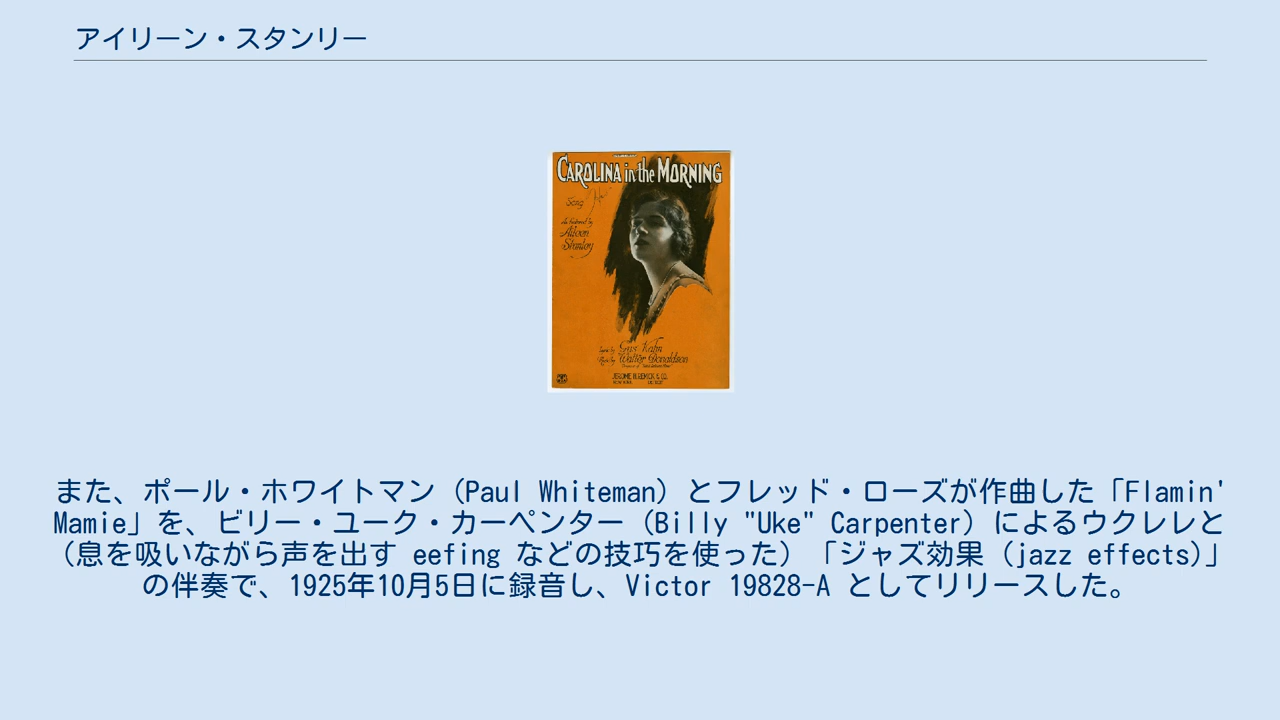 アイリーン・スタンリー
CAROLINA in the MORNING
Song
Aileen
Stanley
Gus Kahn
Walter Donaldson
JEROME H. REMICK & CO.
また、ポール・ホワイトマン（Paul Whiteman）とフレッド・ローズが作曲した「Flamin'
Mamie」を、ビリー・ユーク・カーペンター（Billy "Uke" Carpenter）によるウクレレと
（息を吸いながら声を出す eefing などの技巧を使った）「ジャズ効果（jazz effects）」
の伴奏で、1925年10月5日に録音し、Victor 19828-A としてリリースした。